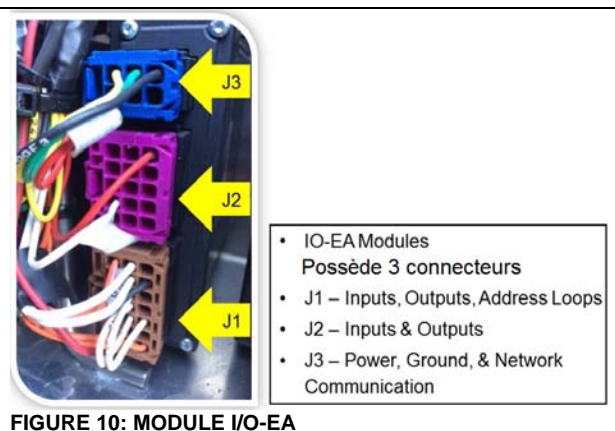 J3
J2
J1
• IO-EA Modules
Possède 3 connecteurs
• J1 – Inputs, Outputs, Address Loops
• J2 – Inputs & Outputs
• J3 – Power, Ground, & Network
Communication
FIGURE 10: MODULE I/O-EA